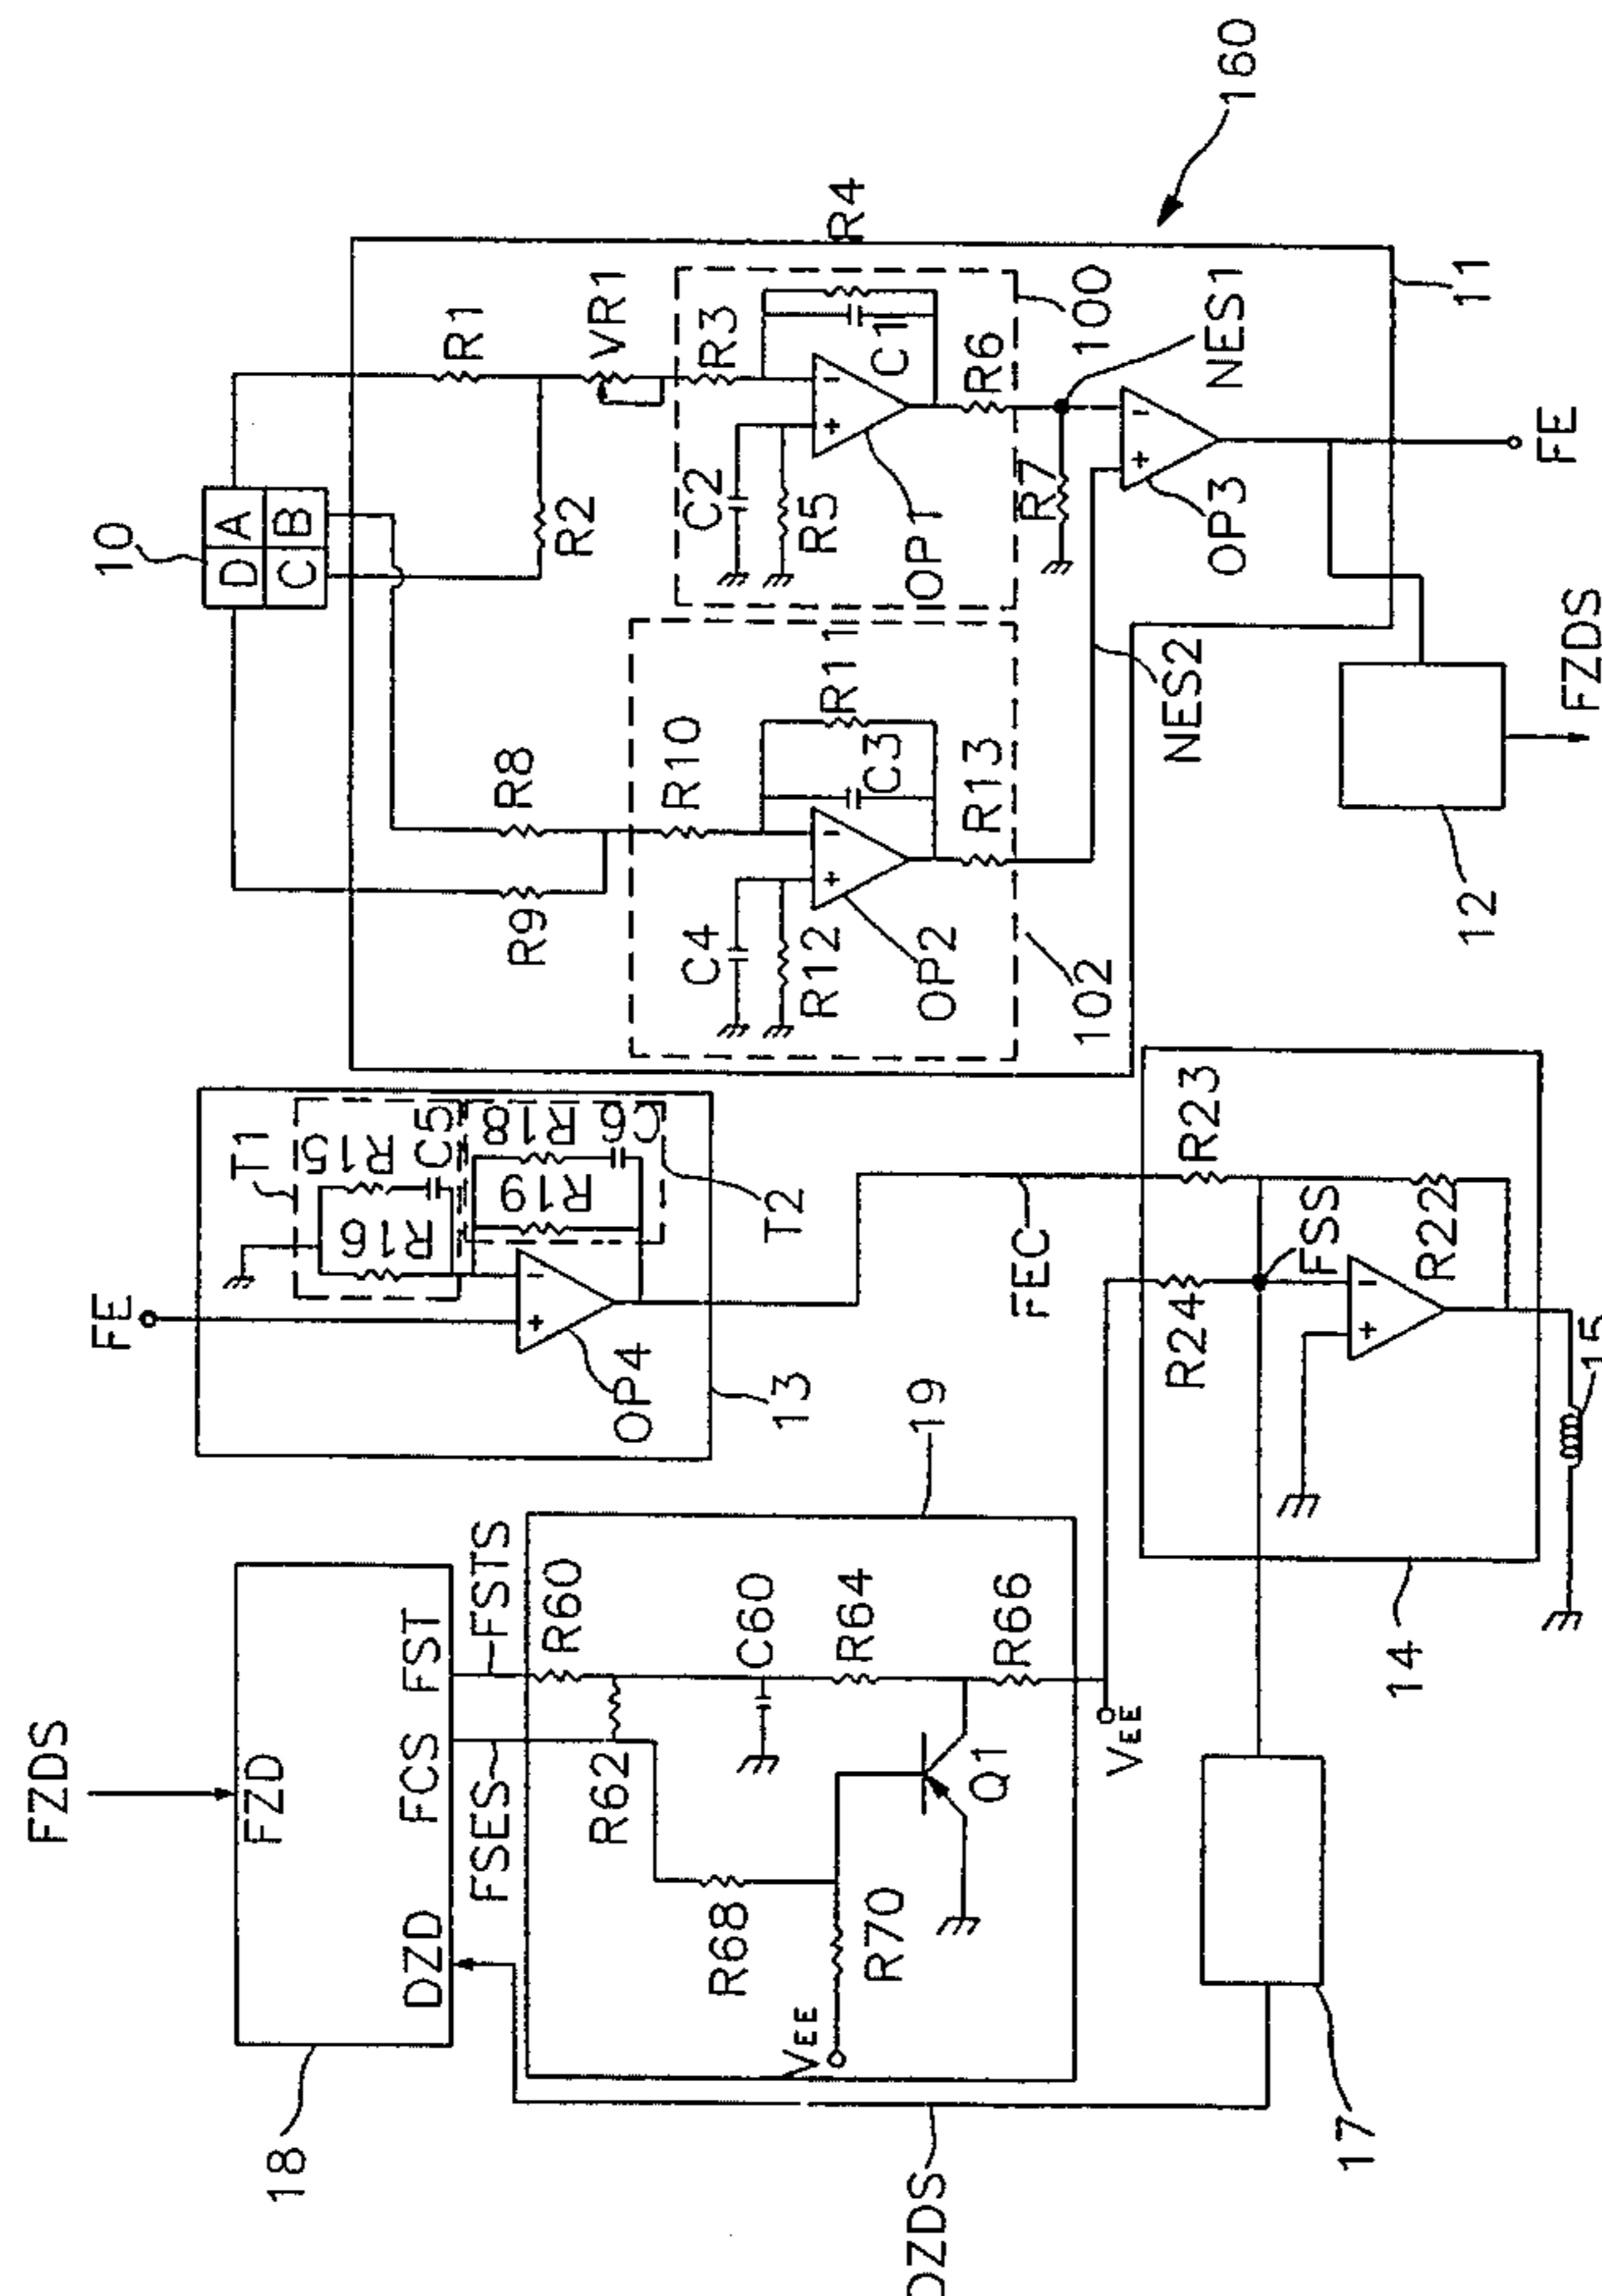 160
10
D
A
C
B
R1
R2
R4
VR1
R3
C1
C2
R5
OP1
R6
100
R7
NES1
OP3
11
FE
R8
R9
R10
R11
C3
C4
R12
OP2
R13
102
NES2
12
FZDS
FE
T1
R15
C5
R16
R18
C6
R19
T2
OP4
13
FEC
R23
R24
FSS
R22
14
15
FZDS
FZD
DZD
FCS
FST
18
FSES
FSTS
19
R60
R62
C60
R64
R66
R68
R70
Q1
VEE
VEE
17
DZDS